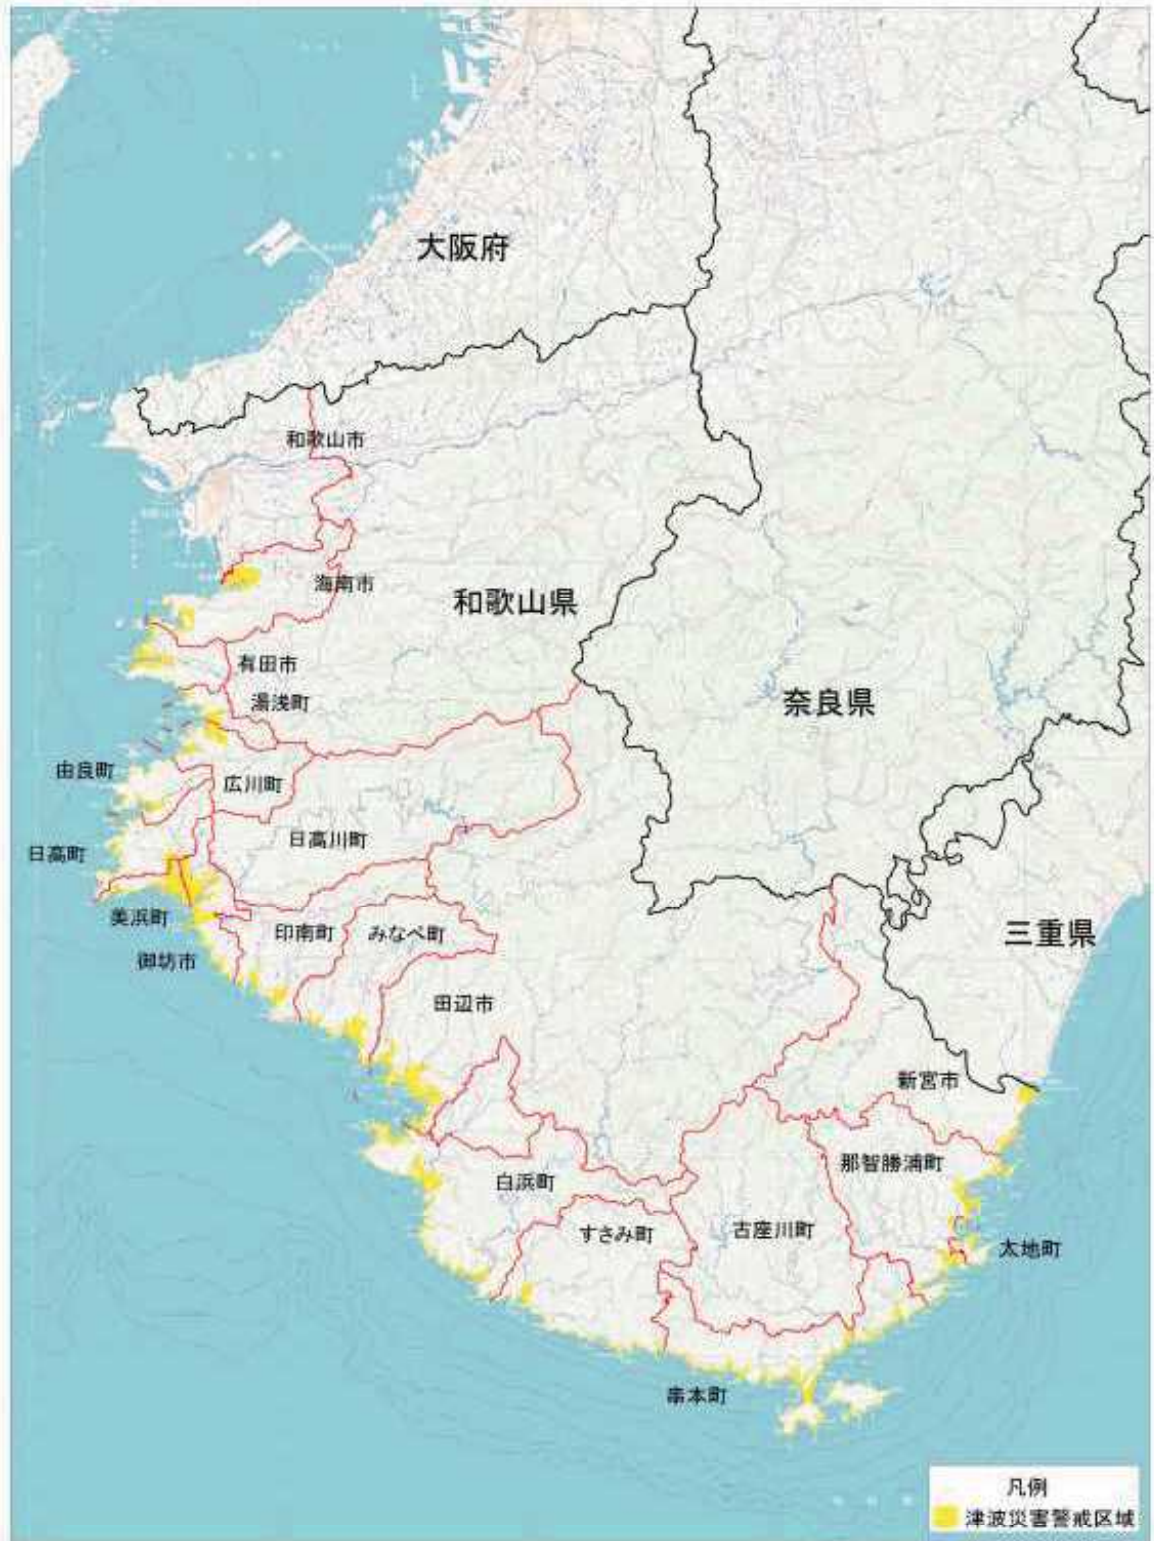 大阪府
和歌山市
海南市
和歌山県
有田市
奈良県
湯浅町
由良町
広川町
日高川町
日高町
美浜町
印南町
みなべ町
三重県
御坊市
田辺市
新宮市
那智勝浦町
白浜町
すさみ町
古座川町
太地町
串本町
凡例
津波災害警戒区域